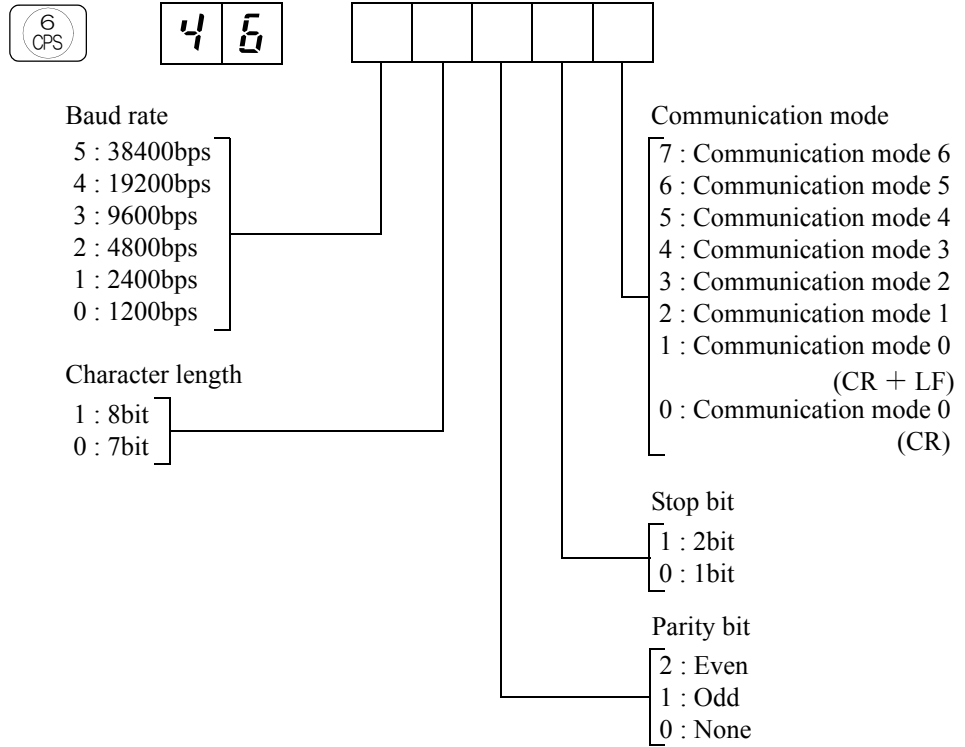 6
CPS
4 6
Baud rate
5 : 38400bps
4 : 19200bps
3 : 9600bps
2 : 4800bps
1 : 2400bps
0 : 1200bps
Character length
1 : 8bit
0 : 7bit
Communication mode
7 : Communication mode 6
6 : Communication mode 5
5 : Communication mode 4
4 : Communication mode 3
3 : Communication mode 2
2 : Communication mode 1
1 : Communication mode 0
(CR + LF)
0 : Communication mode 0
(CR)
Stop bit
1 : 2bit
0 : 1bit
Parity bit
2 : Even
1 : Odd
0 : None